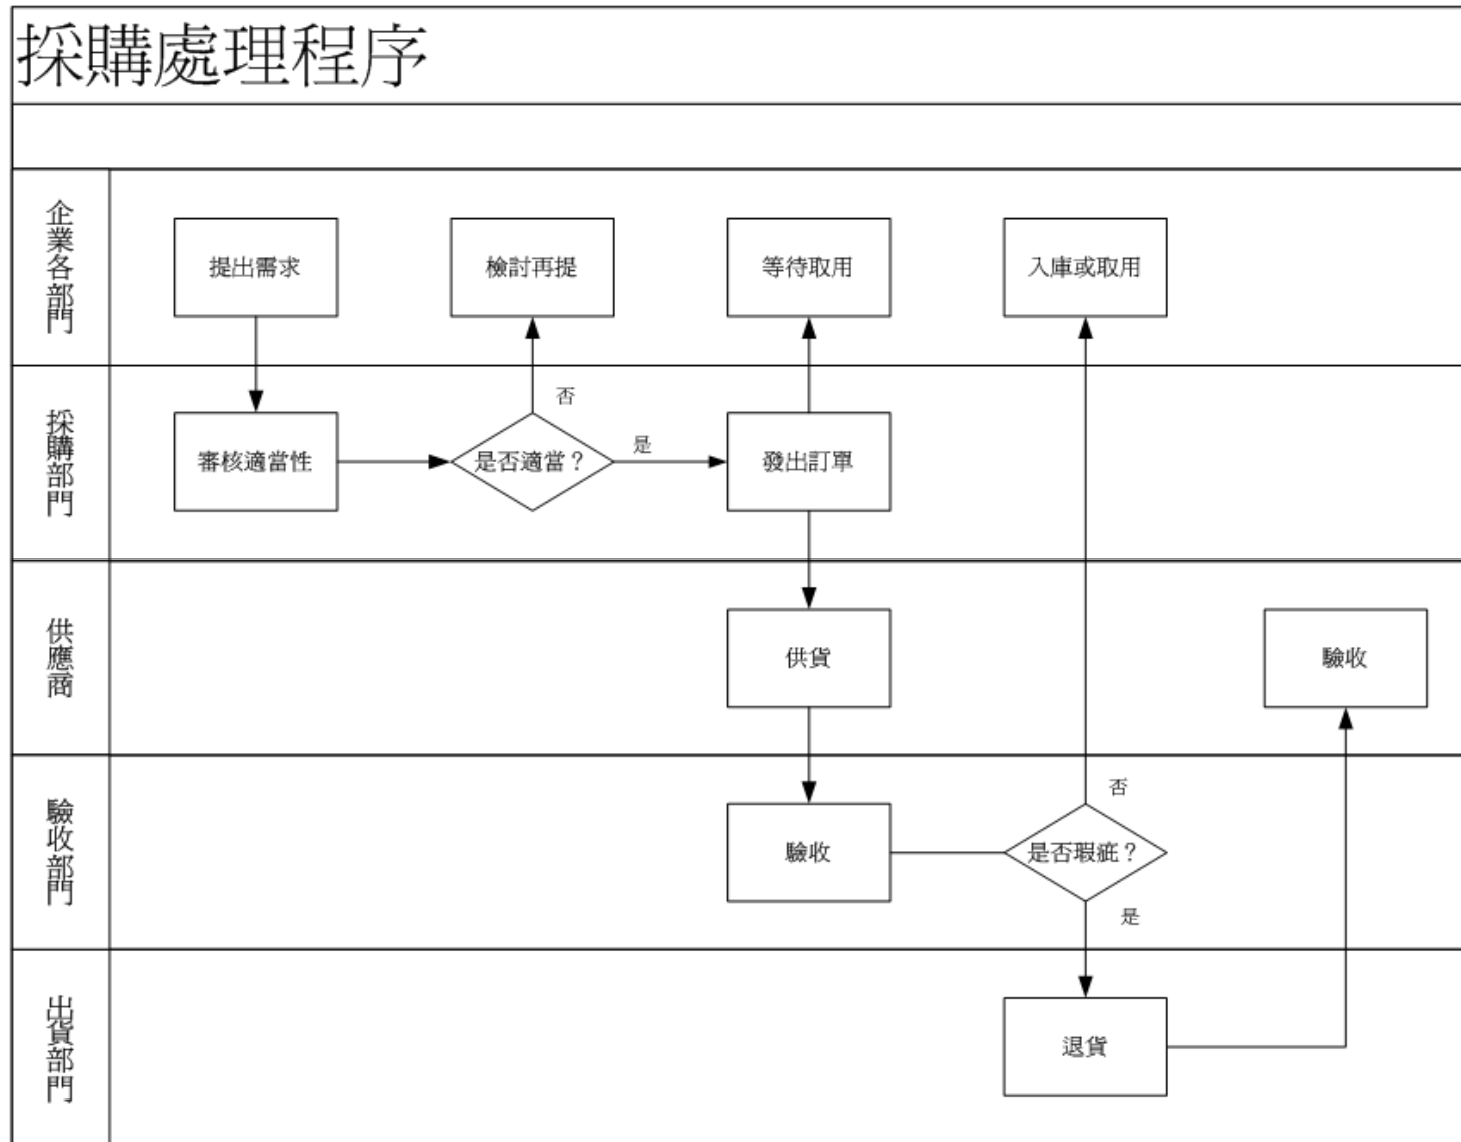 採購處理程序
企業各部門
提出需求
檢討再提
等待取用
入庫或取用
採購部門
審核適當性
否
是否適當？
是
發出訂單
供應商
供貨
驗收
驗收部門
驗收
否
是否瑕疵？
是
出貨部門
退貨